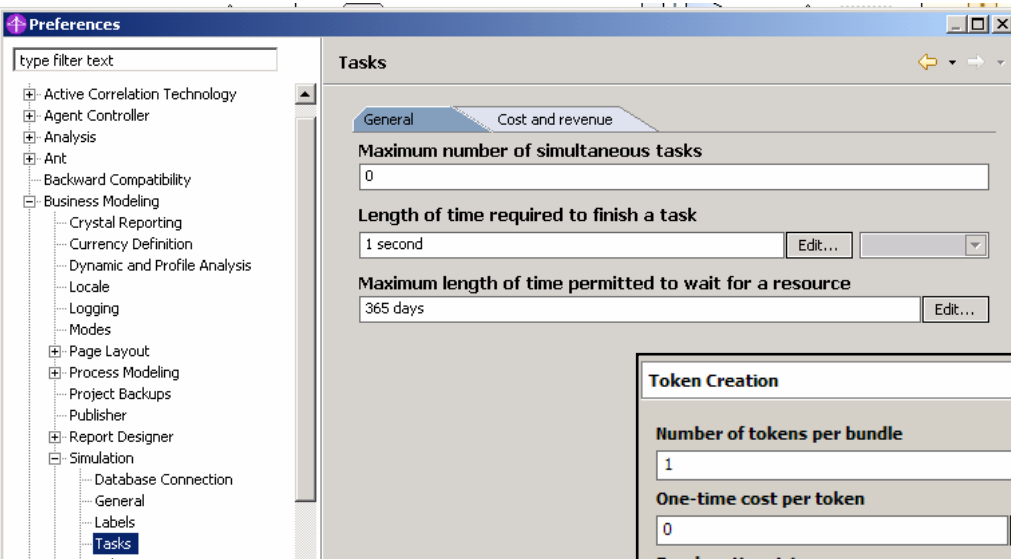 Preferences
type filter text
Active Correlation Technology
Agent Controller
Analysis
Ant
Backward Compatibility
Business Modeling
Crystal Reporting
Currency Definition
Dynamic and Profile Analysis
Locale
Logging
Modes
Page Layout
Process Modeling
Project Backups
Publisher
Report Designer
Simulation
Database Connection
General
Labels
Tasks
Tasks
General Cost and revenue
Maximum number of simultaneous tasks
0
Length of time required to finish a task
1 second Edit...
Maximum length of time permitted to wait for a resource
365 days Edit...
Token Creation
Number of tokens per bundle
1
One-time cost per token
0